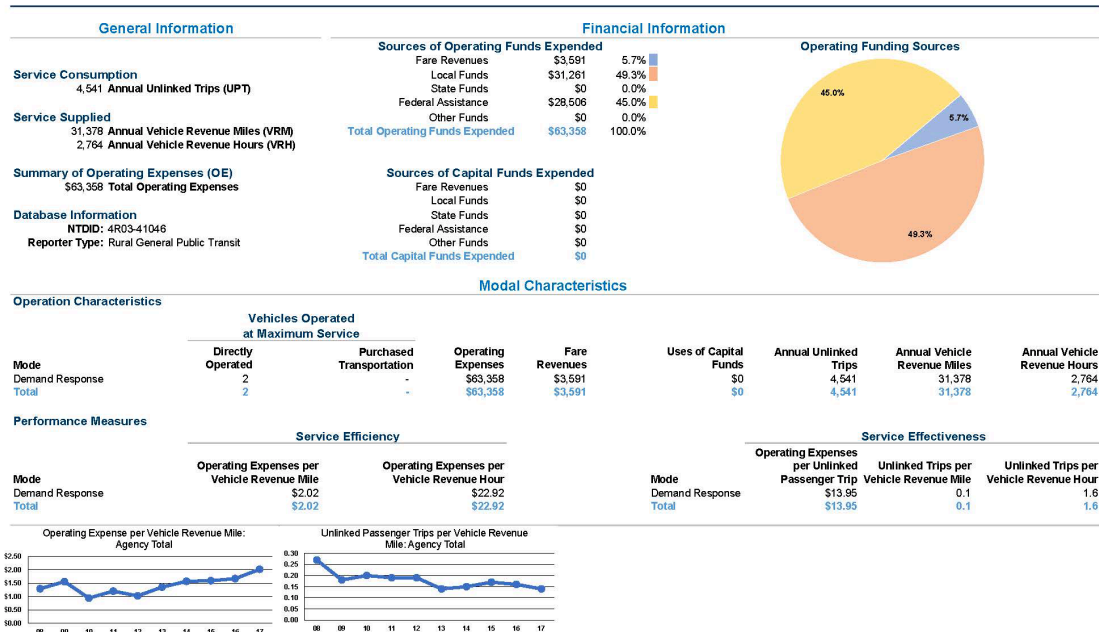 General Information
Financial Information
Sources of Operating Funds Expended
Operating Funding Sources
Fare Revenues $3,591 5.7%
Service Consumption
Local Funds $31,261 49.3%
4,541 Annual Unlinked Trips (UPT)
State Funds $0 0.0%
Federal Assistance $28,506 45.0%
Service Supplied
Other Funds $0 0.0%
31,378 Annual Vehicle Revenue Miles (VRM)
Total Operating Funds Expended $63,358 100.0%
2,764 Annual Vehicle Revenue Hours (VRH)
45.0%
5.7%
49.3%
Summary of Operating Expenses (OE)
$63,358 Total Operating Expenses
Database Information
NTDID: 4R03-41046
Reporter Type: Rural General Public Transit
Sources of Capital Funds Expended
Fare Revenues $0
Local Funds $0
State Funds $0
Federal Assistance $0
Other Funds $0
Total Capital Funds Expended $0
Modal Characteristics
Operation Characteristics
Vehicles Operated
at Maximum Service
Directly Purchased Operating Fare Uses of Capital Annual Unlinked Annual Vehicle Annual Vehicle
Mode Operated Transportation Expenses Revenues Funds Trips Revenue Miles Revenue Hours
Demand Response 2 - $63,358 $3,591 $0 4,541 31,378 2,764
Total 2 - $63,358 $3,591 $0 4,541 31,378 2,764
Performance Measures
Service Efficiency
Operating Expenses per Operating Expenses per
Mode Vehicle Revenue Mile Vehicle Revenue Hour
Demand Response $2.02 $22.92
Total $2.02 $22.92
Service Effectiveness
Operating Expenses
per Unlinked Unlinked Trips per Unlinked Trips per
Mode Passenger Trip Vehicle Revenue Mile Vehicle Revenue Hour
Demand Response $13.95 0.1 1.6
Total $13.95 0.1 1.6
Operating Expense per Vehicle Revenue Mile:
Agency Total
$2.50
$2.00
$1.50
$1.00
$0.50
$0.00
08 09 10 11 12 13 14 15 16 17
Unlinked Passenger Trips per Vehicle Revenue
Mile: Agency Total
0.30
0.25
0.20
0.15
0.10
0.05
0.00
08 09 10 11 12 13 14 15 16 17